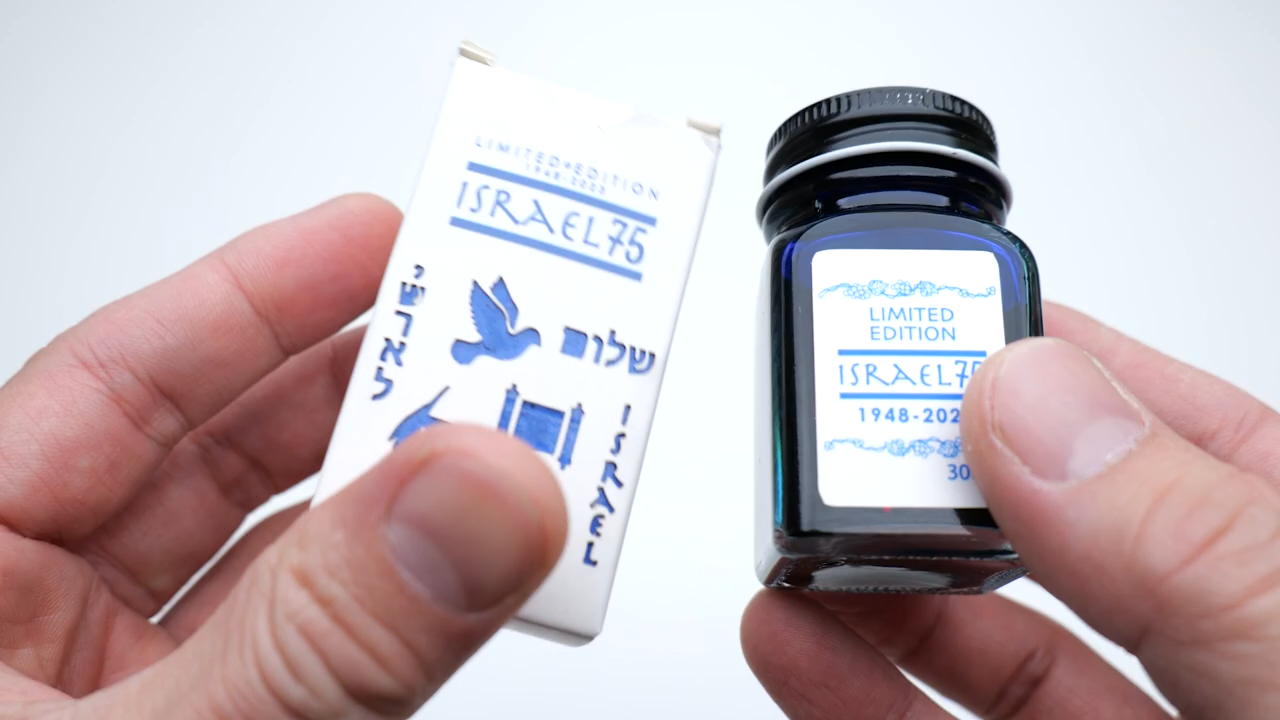 LIMITED•EDITION
1948-2023
ISRAEL75
ישראל
שלום
ISRAEL
LIMITED
EDITION
ISRAEL75
1948-202
30